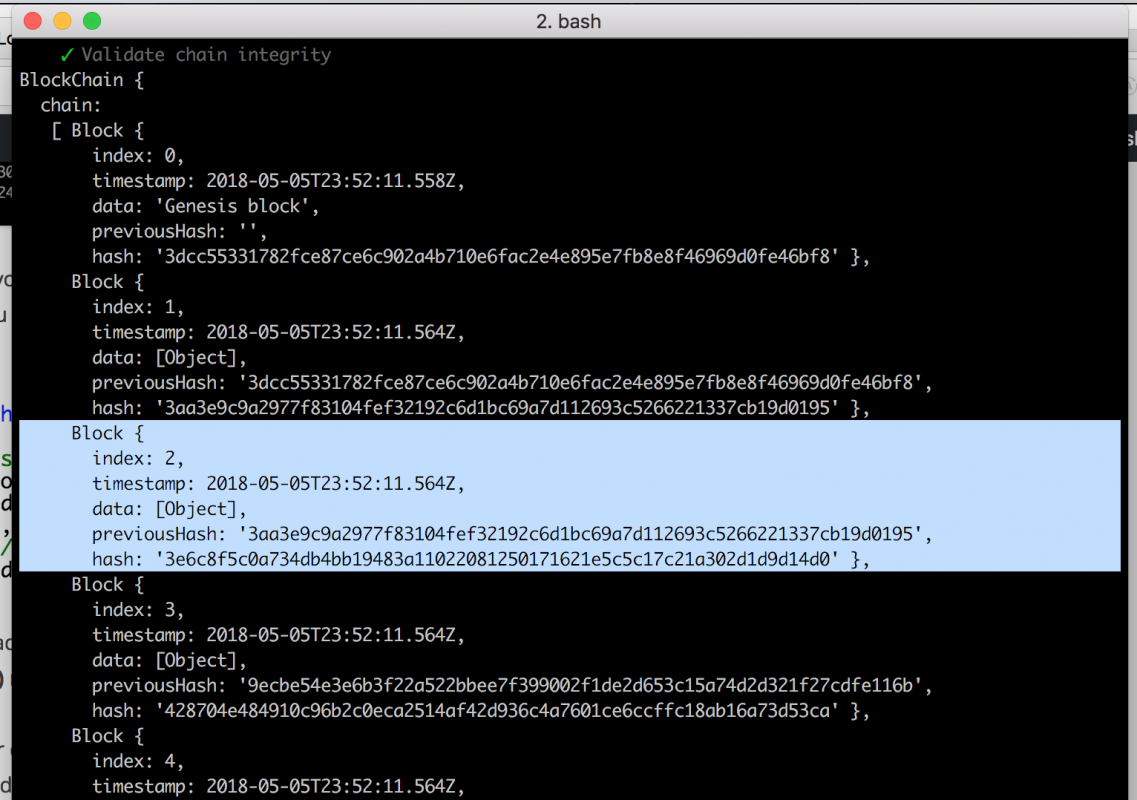 2. bash
✓ Validate chain integrity
BlockChain {
chain:
[ Block {
index: 0,
timestamp: 2018-05-05T23:52:11.558Z,
data: 'Genesis block',
previousHash: '',
hash: '3dcc55331782fce87ce6c902a4b710e6fac2e4e895e7fb8e8f46969d0fe46bf8' },
Block {
index: 1,
timestamp: 2018-05-05T23:52:11.564Z,
data: [Object],
previousHash: '3dcc55331782fce87ce6c902a4b710e6fac2e4e895e7fb8e8f46969d0fe46bf8',
hash: '3aa3e9c9a2977f83104fef32192c6d1bc69a7d112693c5266221337cb19d0195' },
Block {
index: 2,
timestamp: 2018-05-05T23:52:11.564Z,
data: [Object],
previousHash: '3aa3e9c9a2977f83104fef32192c6d1bc69a7d112693c5266221337cb19d0195',
hash: '3e6c8f5c0a734db4bb19483a11022081250171621e5c5c17c21a302d1d9d14d0' },
Block {
index: 3,
timestamp: 2018-05-05T23:52:11.564Z,
data: [Object],
previousHash: '9ecbe54e3e6b3f22a522bbee7f399002f1de2d653c15a74d2d321f27cdfe116b',
hash: '428704e484910c96b2c0eca2514af42d936c4a7601ce6ccffc18ab16a73d53ca' },
Block {
index: 4,
timestamp: 2018-05-05T23:52:11.564Z,